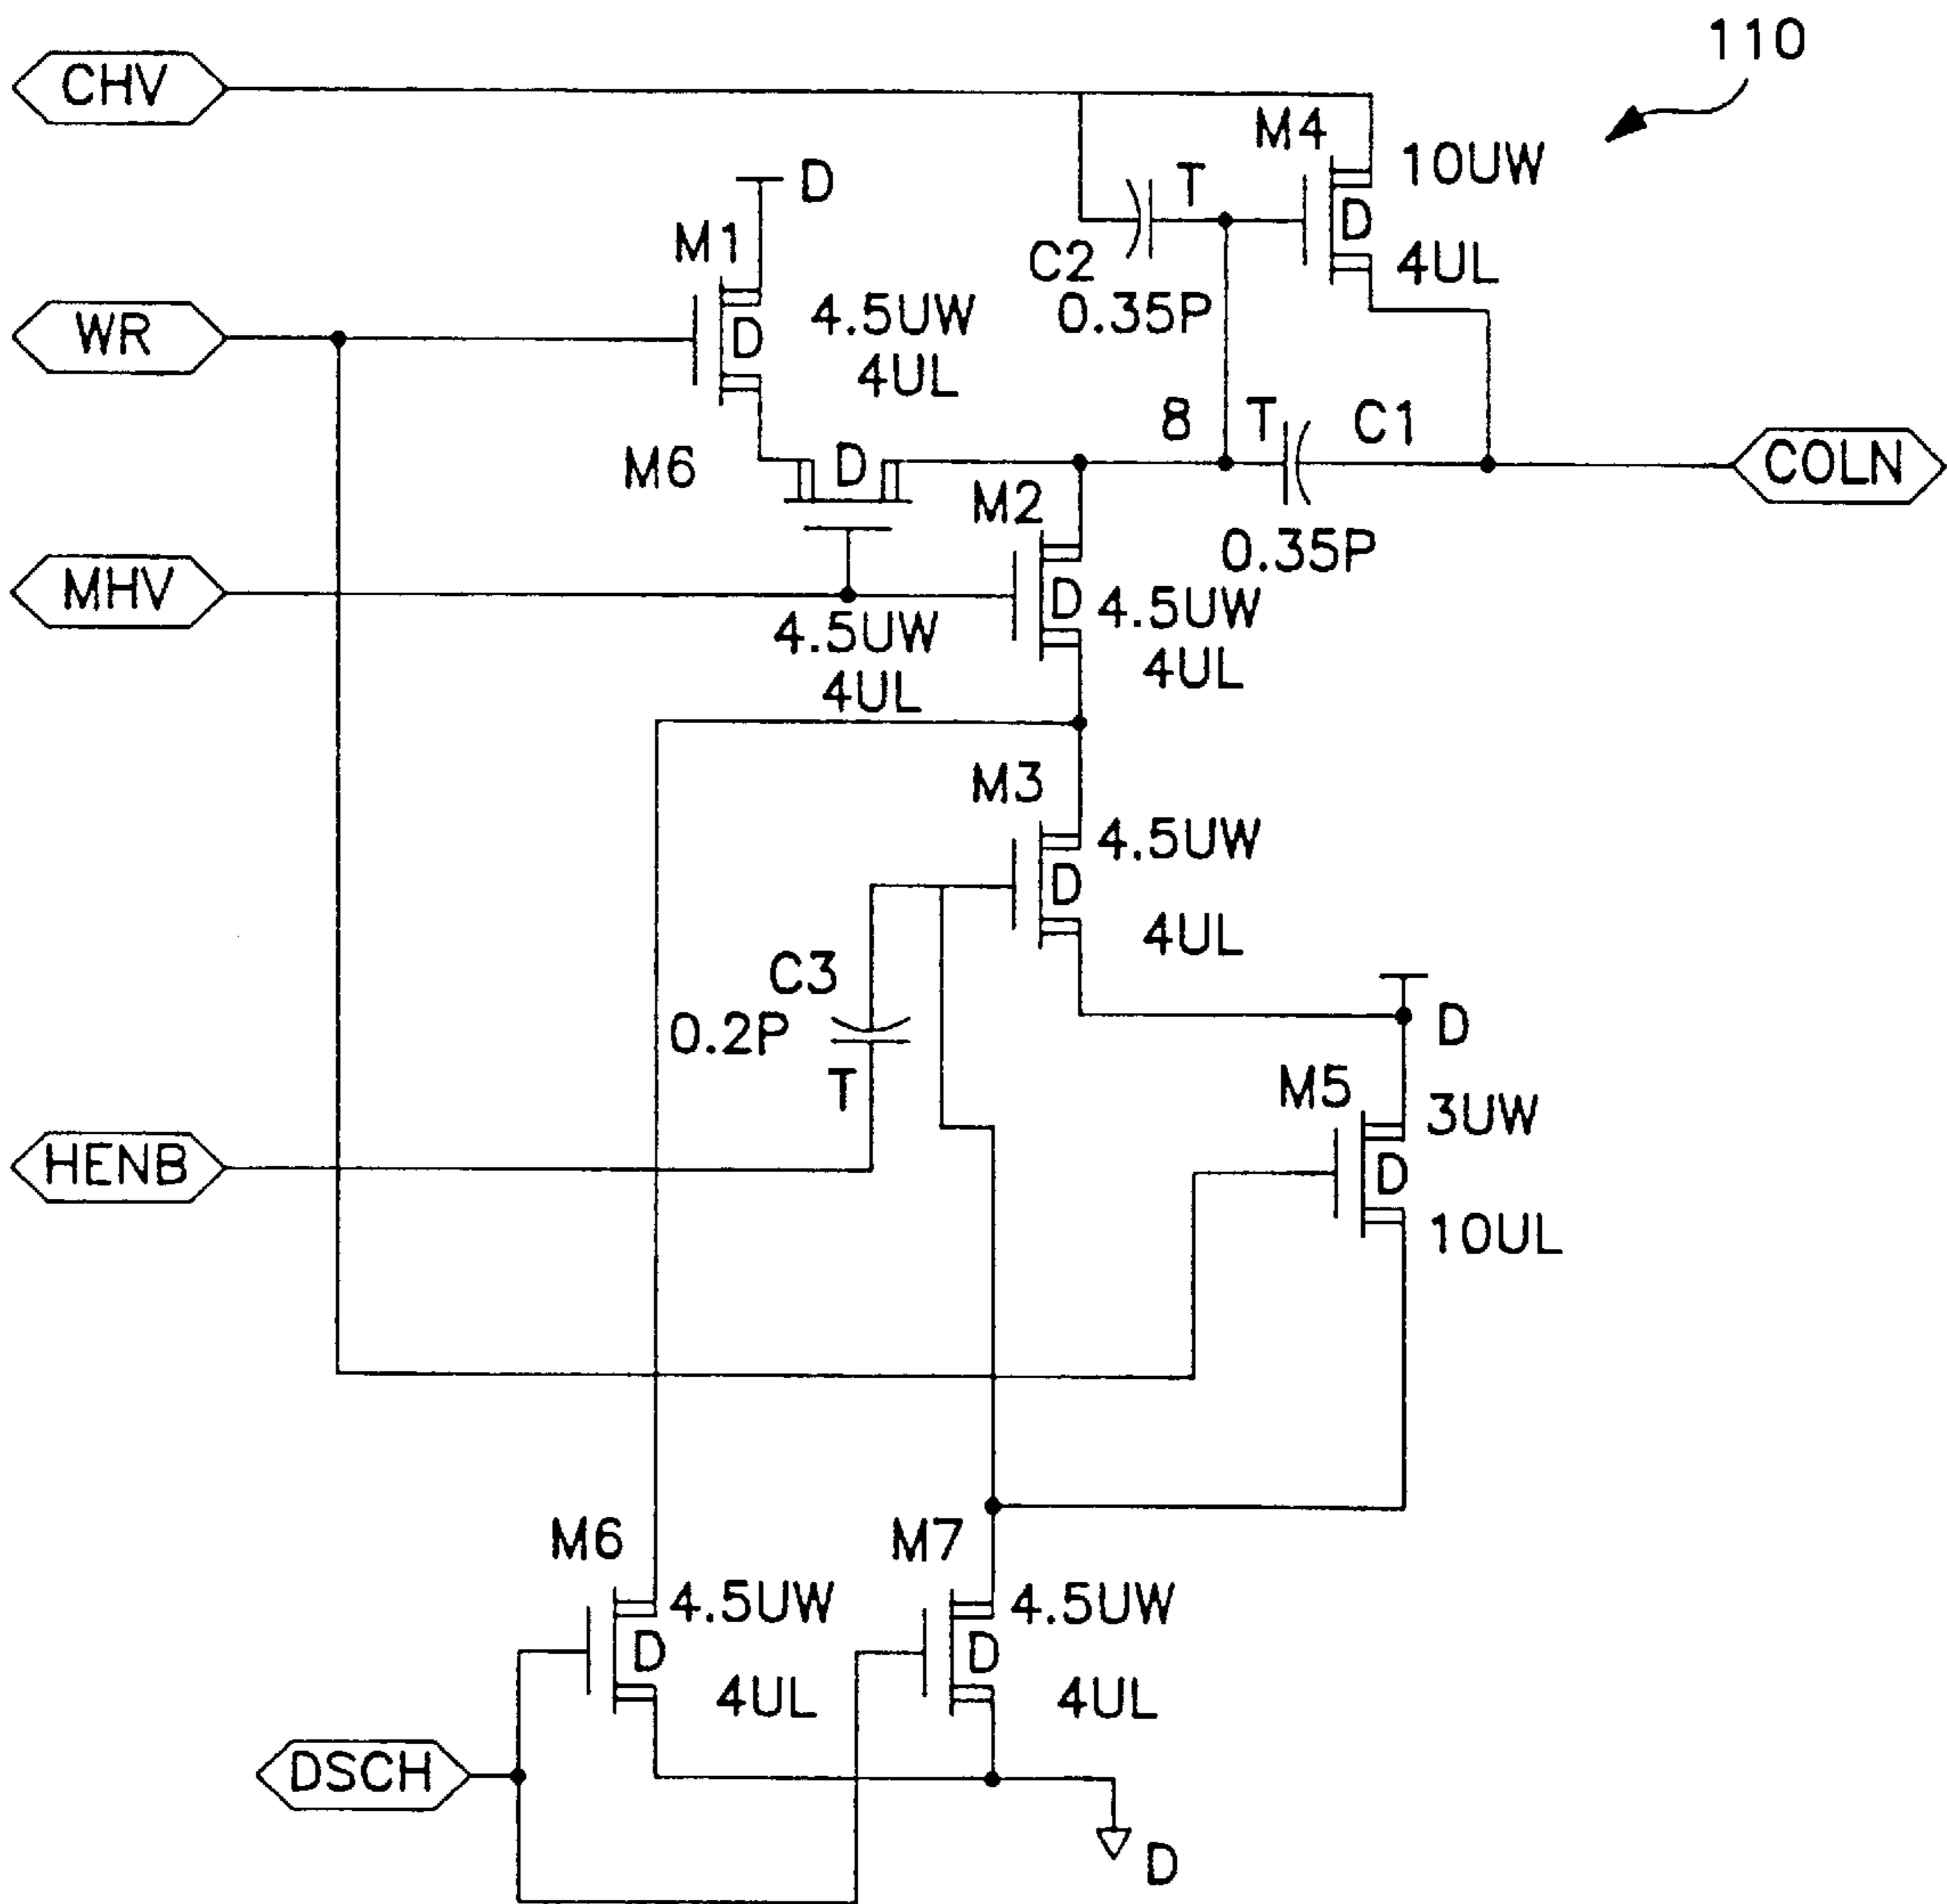 110
CHV
M4
10UW
D
T
D
M1
C2
4UL
0.35P
4.5UW
WR
D
4UL
8
T
C1
M6
D
COLN
M2
0.35P
MHV
D
4.5UW
4.5UW
4UL
4UL
M3
4.5UW
D
4UL
C3
0.2P
D
T
M5
3UW
HENB
D
10UL
M6
M7
4.5UW
4.5UW
D
D
4UL
4UL
DSCH
D